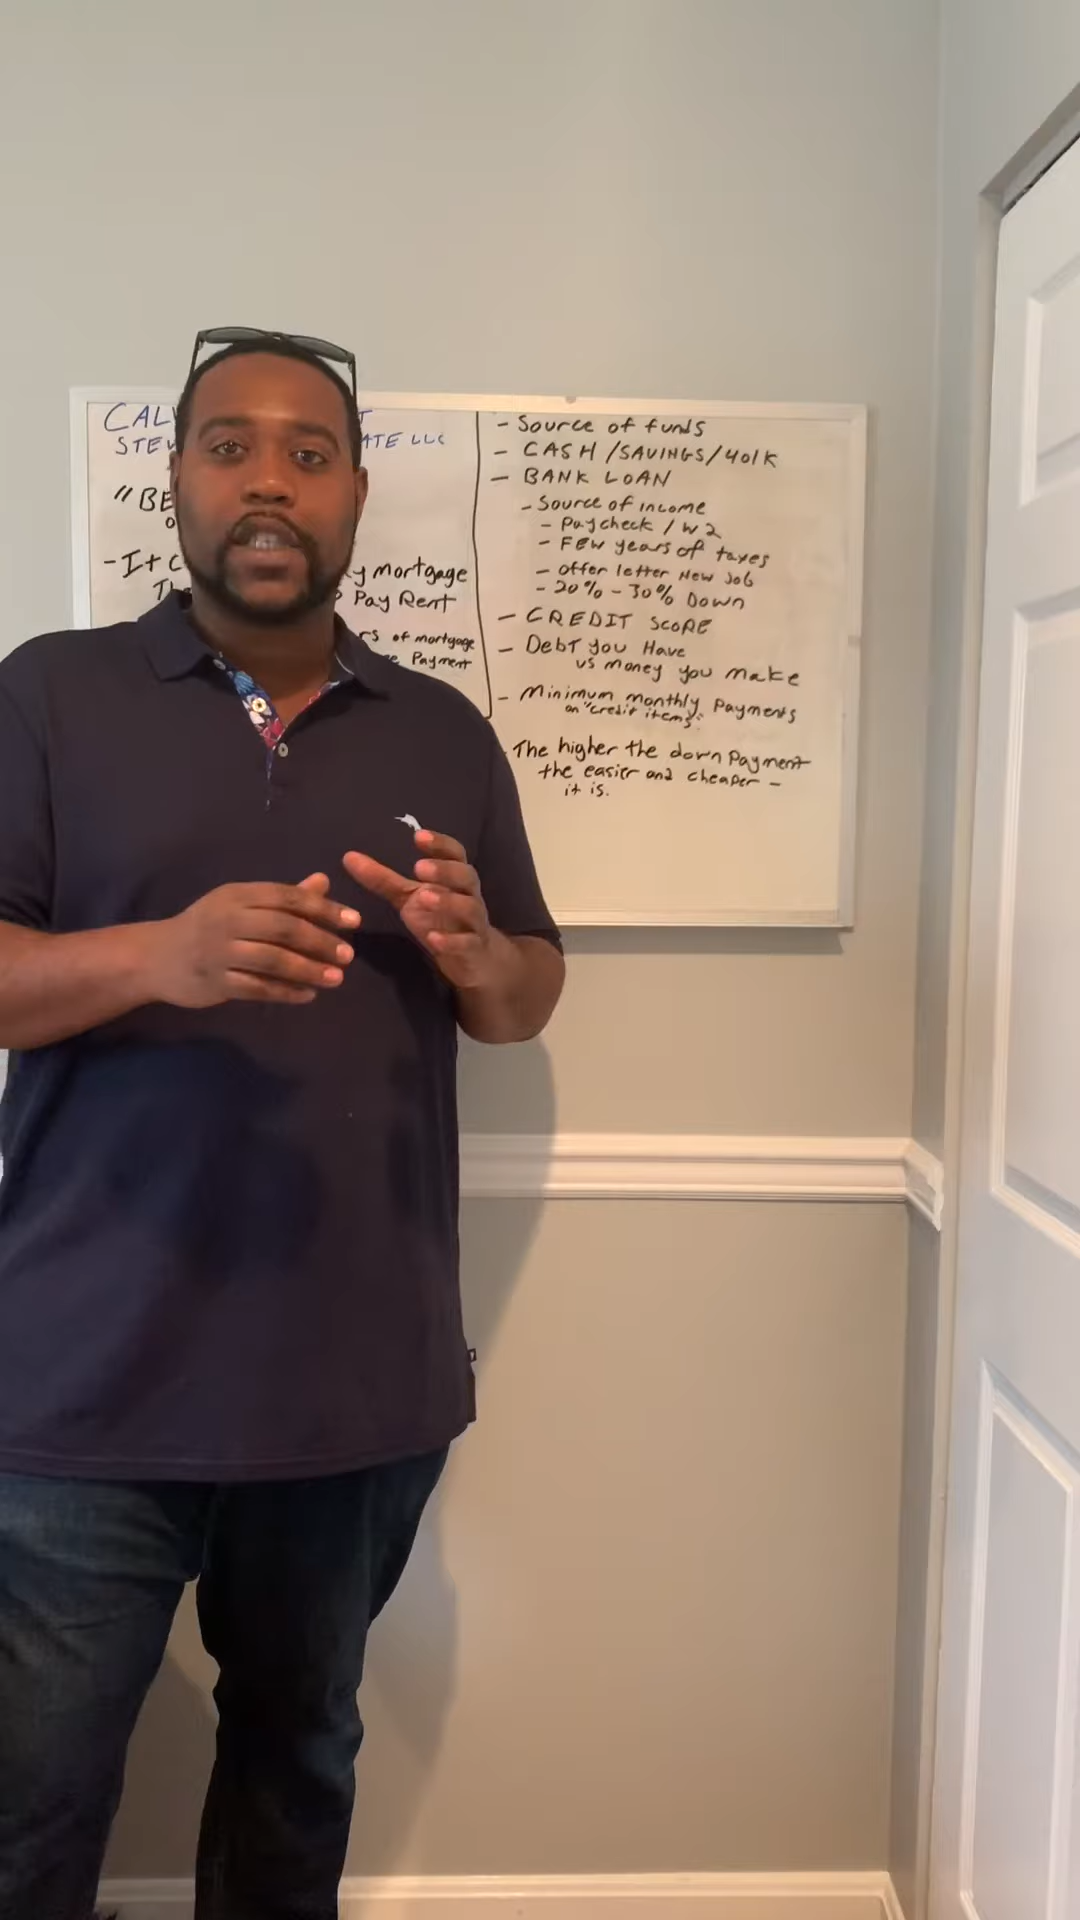 CAL
STE ATE LLC
"BE
- It c y mortgage
Th Pay Rent
rs of mortgage
Payment
- Source of funds
- CASH /SAVINGS/401K
- BANK LOAN
- Source of income
- Paycheck / W2
- FEW years of taxes
- offer letter New Job
- 20% - 30% Down
- CREDIT SCORE
- Debt you Have
vs money you make
- Minimum monthly payments
on "credit items"
The higher the down payment
the easier and cheaper -
it is.